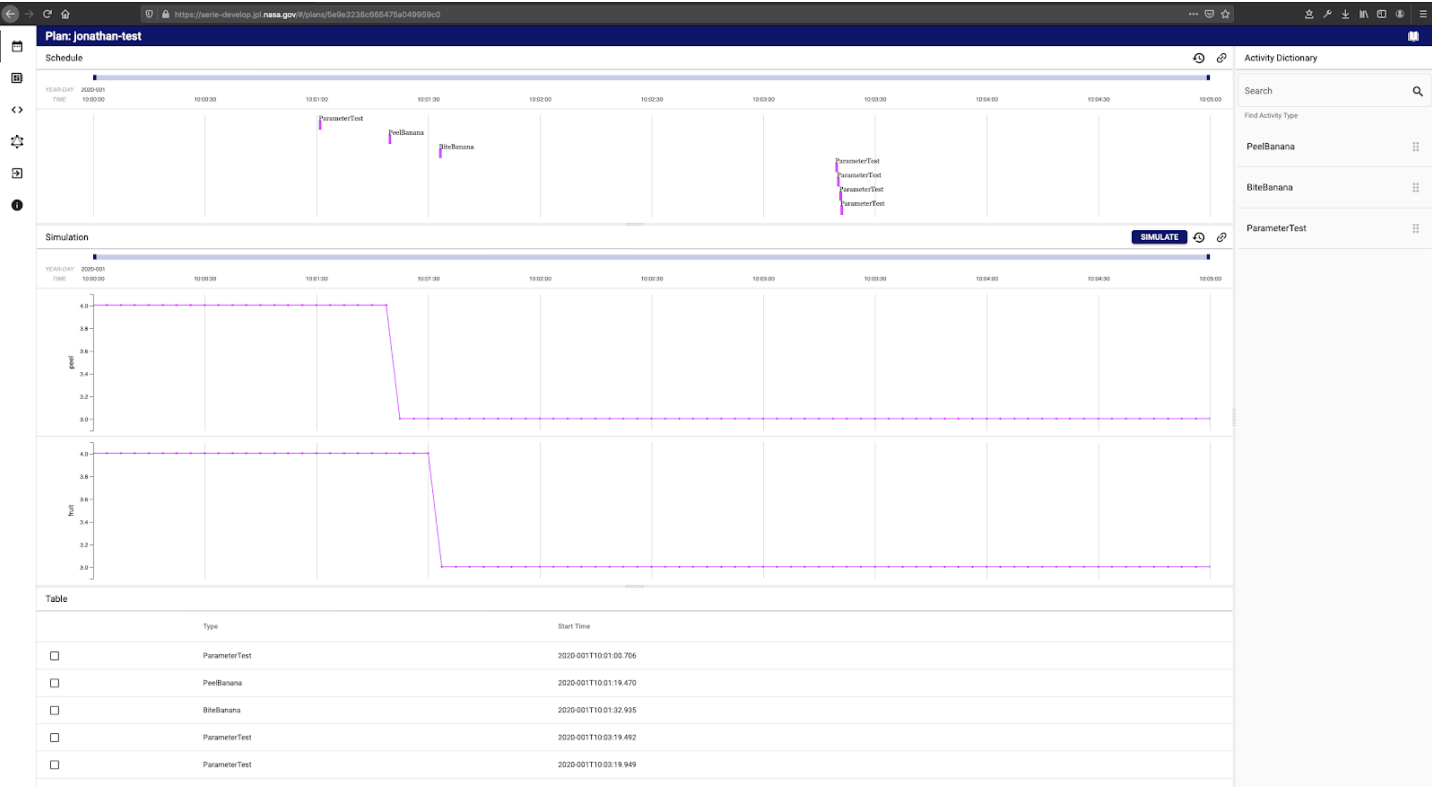 https://aerie-develop.jpl.nasa.gov/#/plans/5e9e3238c665475a049959c0
Plan: jonathan-test
Schedule
YEAR-DAY 2020-001
TIME 10:00:00 10:00:30 10:01:00 10:01:30 10:02:00 10:02:30 10:03:00 10:03:30 10:04:00 10:04:30 10:05:00
ParameterTest
PeelBanana
BiteBanana
ParameterTest
ParameterTest
ParameterTest
ParameterTest
Simulation
SIMULATE
YEAR-DAY 2020-001
TIME 10:00:00 10:00:30 10:01:00 10:01:30 10:02:00 10:02:30 10:03:00 10:03:30 10:04:00 10:04:30 10:05:00
peel
4.0
3.8
3.6
3.4
3.2
3.0
fruit
4.0
3.8
3.6
3.4
3.2
3.0
Table
Type Start Time
ParameterTest 2020-001T10:01:00.706
PeelBanana 2020-001T10:01:19.470
BiteBanana 2020-001T10:01:32.935
ParameterTest 2020-001T10:03:19.492
ParameterTest 2020-001T10:03:19.949
Activity Dictionary
Search
Find Activity Type
PeelBanana
BiteBanana
ParameterTest